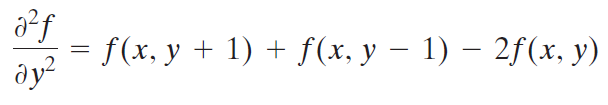 ∂²f/∂y² = f(x, y + 1) + f(x, y − 1) − 2f(x, y)